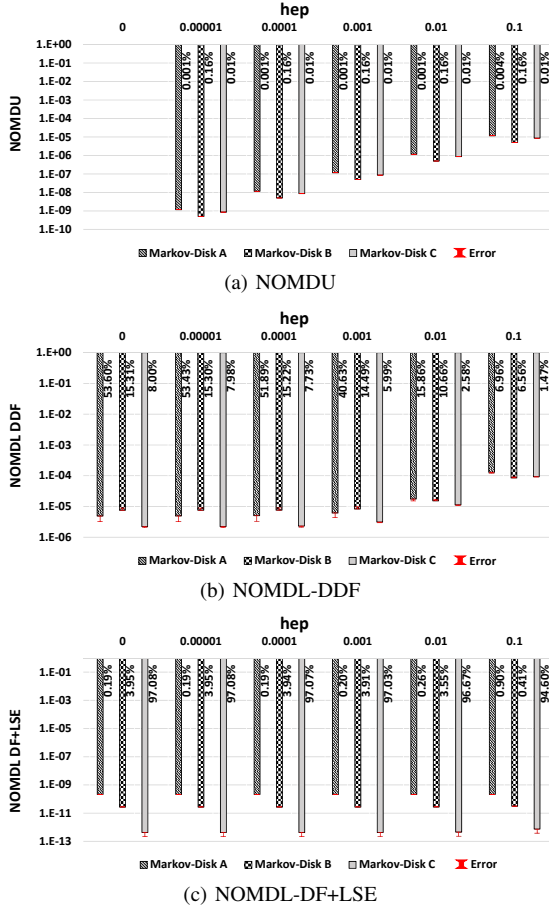 hep
0 0.00001 0.0001 0.001 0.01 0.1
1.E+00
1.E-01
1.E-02
1.E-03
1.E-04
1.E-05
1.E-06
1.E-07
1.E-08
1.E-09
1.E-10
NOMDU
0.001% 0.16% 0.01% 0.001% 0.16% 0.01% 0.001% 0.16% 0.01% 0.001% 0.16% 0.01% 0.004% 0.16% 0.01%
Markov-Disk A Markov-Disk B Markov-Disk C Error
(a) NOMDU
hep
0 0.00001 0.0001 0.001 0.01 0.1
1.E+00
1.E-01
1.E-02
1.E-03
1.E-04
1.E-05
1.E-06
NOMDL DDF
53.60% 15.31% 8.00% 53.43% 15.30% 7.98% 51.89% 15.22% 7.73% 40.63% 14.49% 5.99% 15.86% 10.66% 2.58% 6.96% 6.56% 1.47%
Markov-Disk A Markov-Disk B Markov-Disk C Error
(b) NOMDL-DDF
hep
0 0.00001 0.0001 0.001 0.01 0.1
1.E-01
1.E-03
1.E-05
1.E-07
1.E-09
1.E-11
1.E-13
NOMDL DF+LSE
0.19% 3.95% 97.08% 0.19% 3.95% 97.08% 0.19% 3.94% 97.07% 0.20% 3.91% 97.03% 0.26% 3.55% 96.67% 0.90% 0.41% 94.60%
Markov-Disk A Markov-Disk B Markov-Disk C Error
(c) NOMDL-DF+LSE